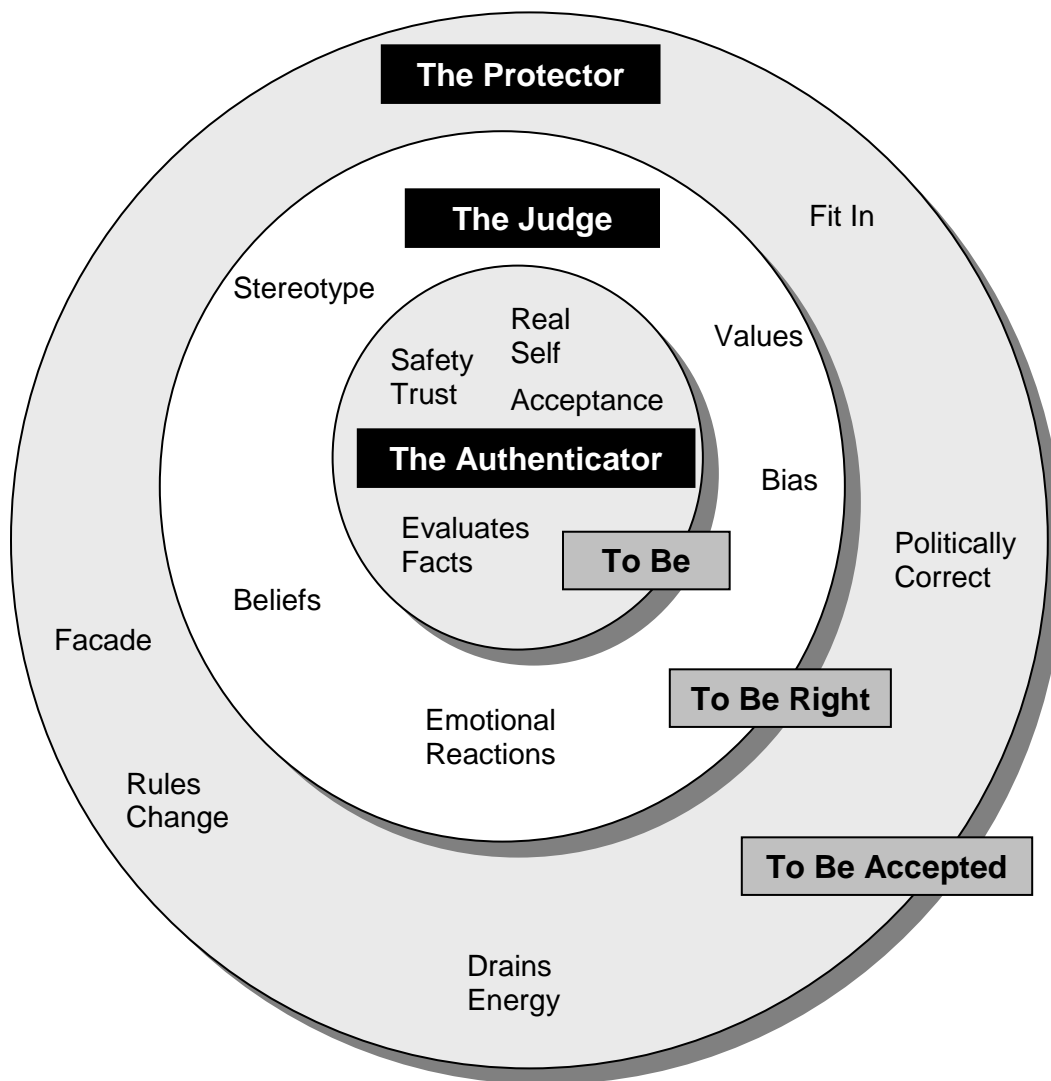 The Protector
Fit In
The Judge
Stereotype
Values
Real
Self
Safety
Trust
Acceptance
The Authenticator
Bias
Evaluates
Facts
To Be
Politically
Correct
Beliefs
Facade
To Be Right
Emotional
Reactions
Rules
Change
To Be Accepted
Drains
Energy